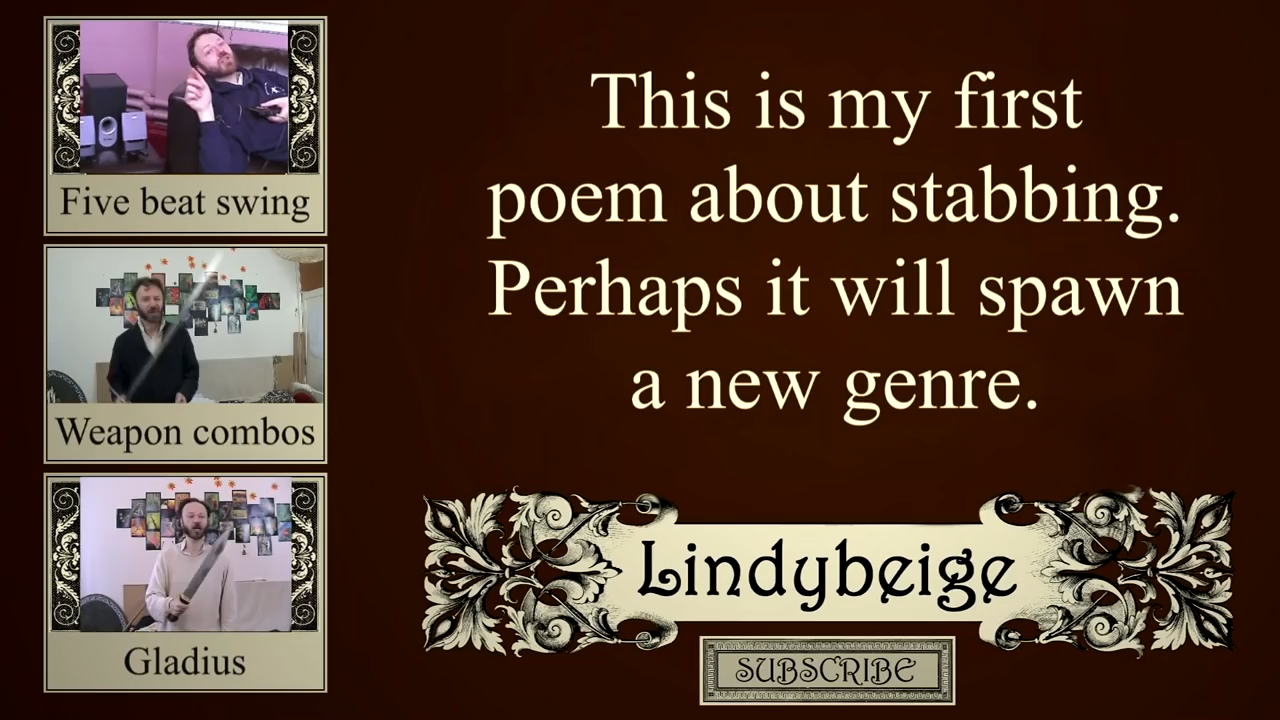 Five beat swing
Weapon combos
Gladius
This is my first
poem about stabbing.
Perhaps it will spawn
a new genre.
Lindybeige
SUBSCRIBE